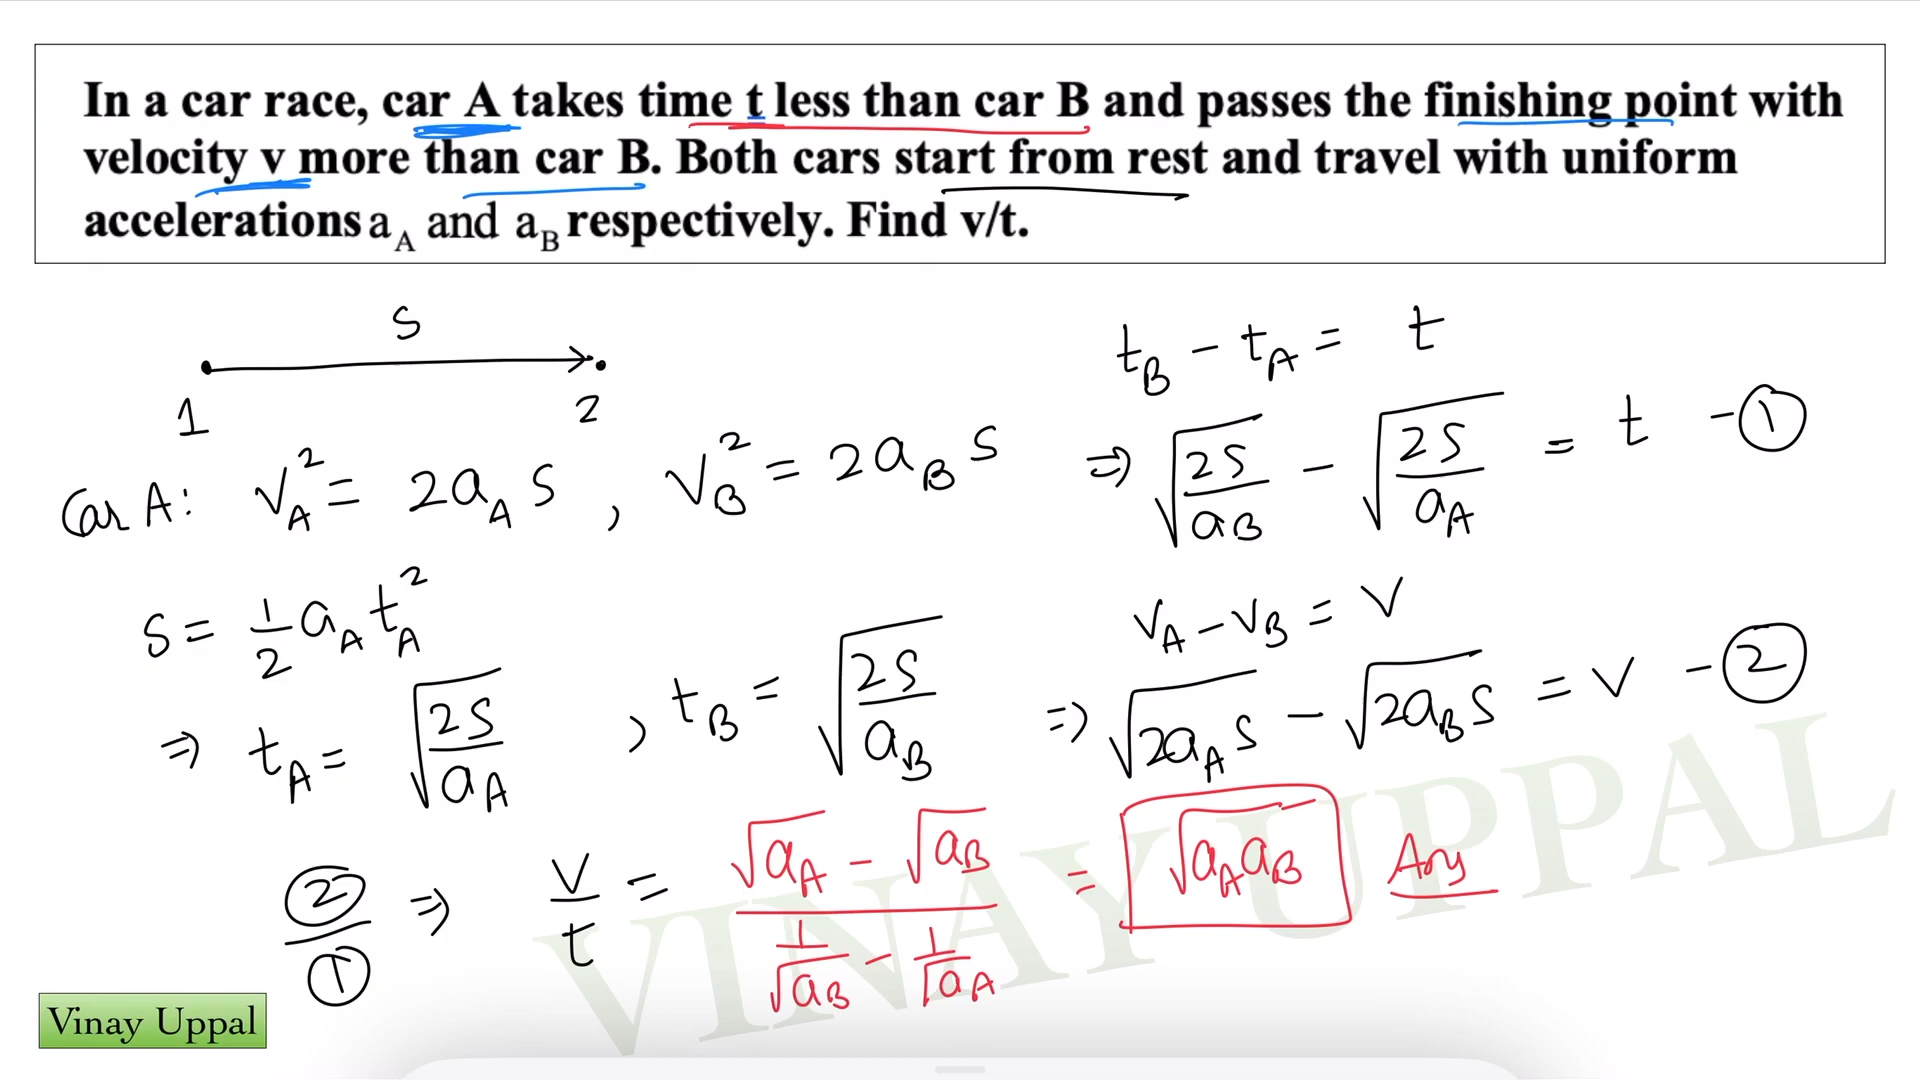 In a car race, car A takes time t less than car B and passes the finishing point with
velocity v more than car B. Both cars start from rest and travel with uniform
accelerations a_A and a_B respectively. Find v/t.
S
1 2
Car A: v_A² = 2a_A s , v_B² = 2a_B s
s = 1/2 a_A t_A²
⇒ t_A = √(2s/a_A) , t_B = √(2s/a_B)
t_B - t_A = t
⇒ √(2s/a_B) - √(2s/a_A) = t - ①
v_A - v_B = v
⇒ √(2a_A s) - √(2a_B s) = v - ②
②/① ⇒ v/t = (√a_A - √a_B)/(1/√a_B - 1/√a_A) = √(a_A a_B) Ans
VINAY UPPAL
Vinay Uppal